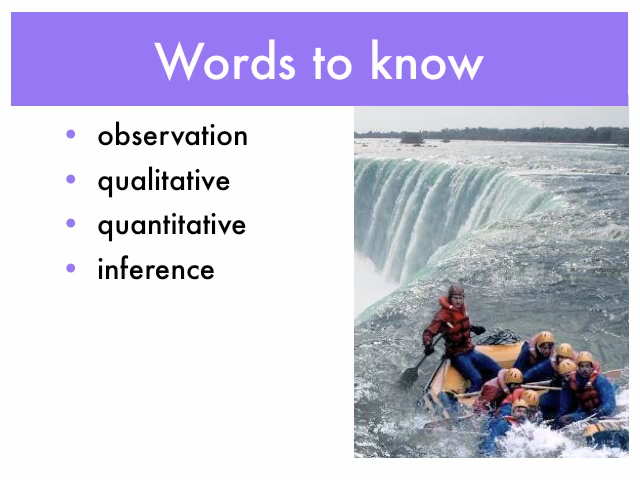 Words to know
observation
qualitative
quantitative
inference